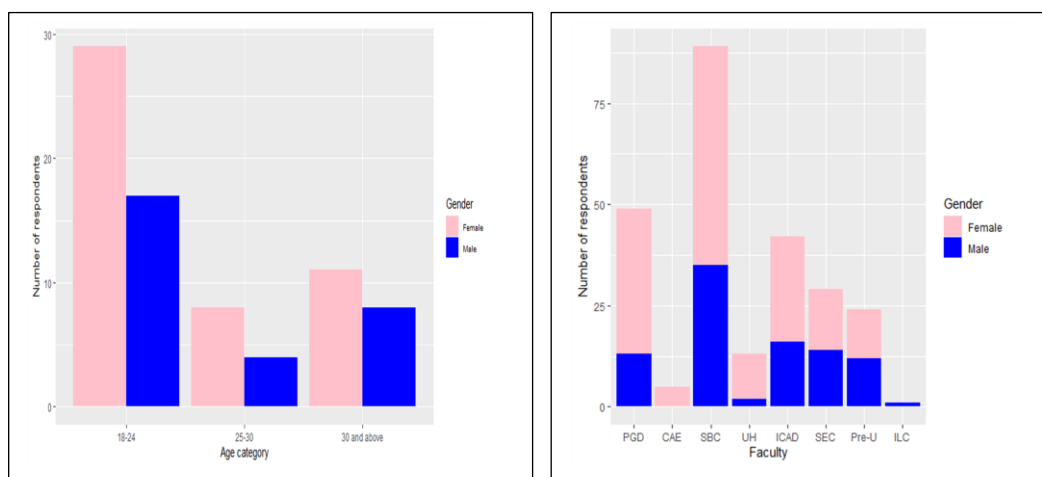 30
20
10
0
Number of respondents
18-24 25-30 30 and above
Age category
Gender
Female
Male
75
50
25
0
Number of respondents
PGD CAE SBC UH ICAD SEC Pre-U ILC
Faculty
Gender
Female
Male